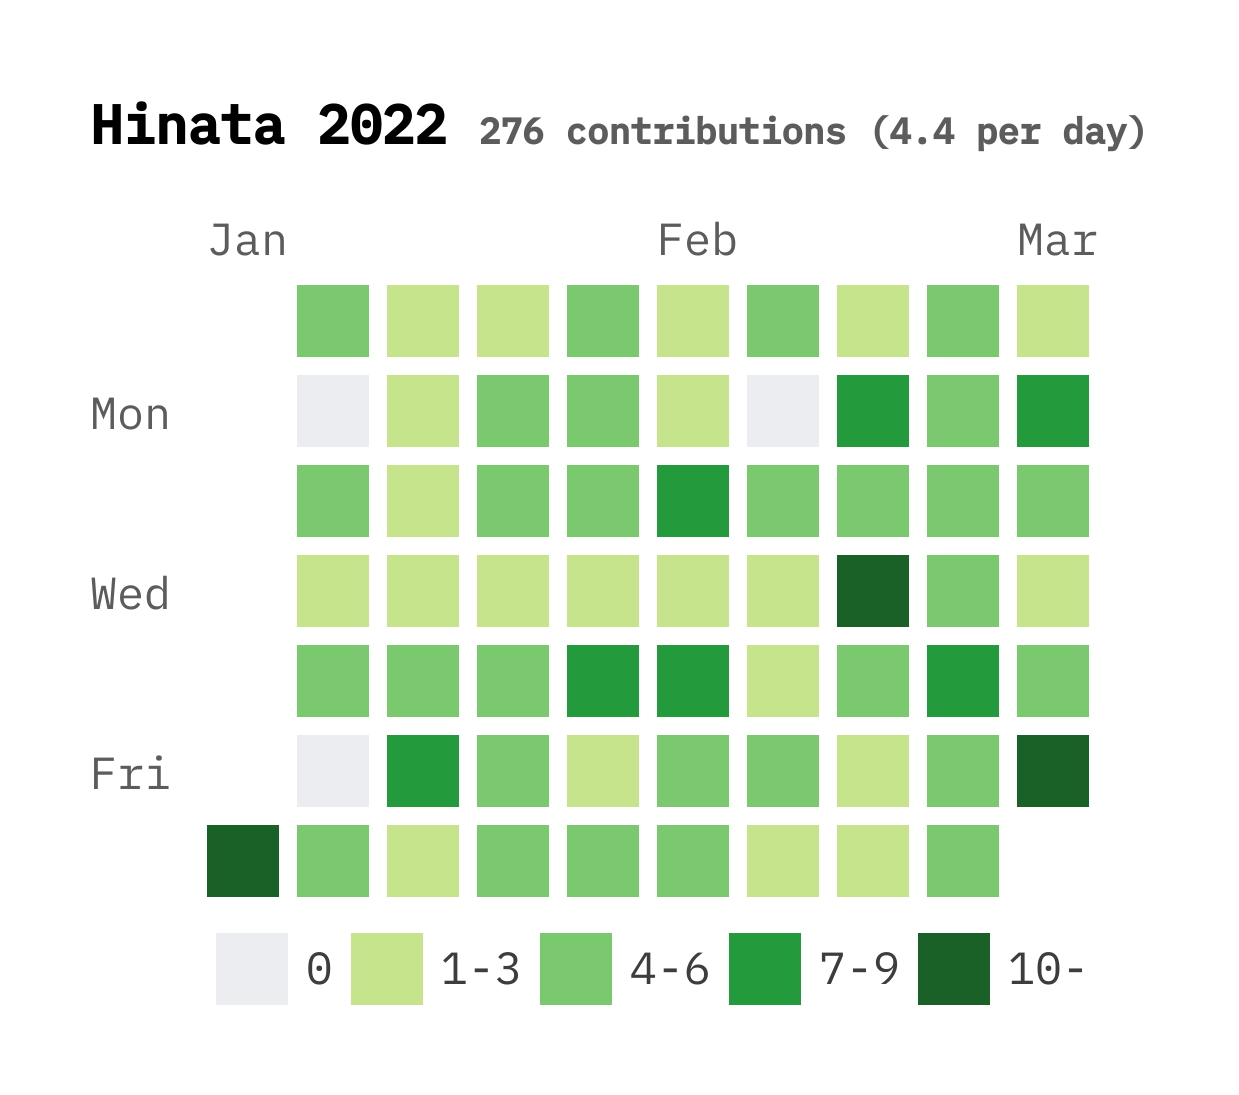 Hinata 2022 276 contributions (4.4 per day)
Jan Feb Mar
Mon
Wed
Fri
0 1-3 4-6 7-9 10-